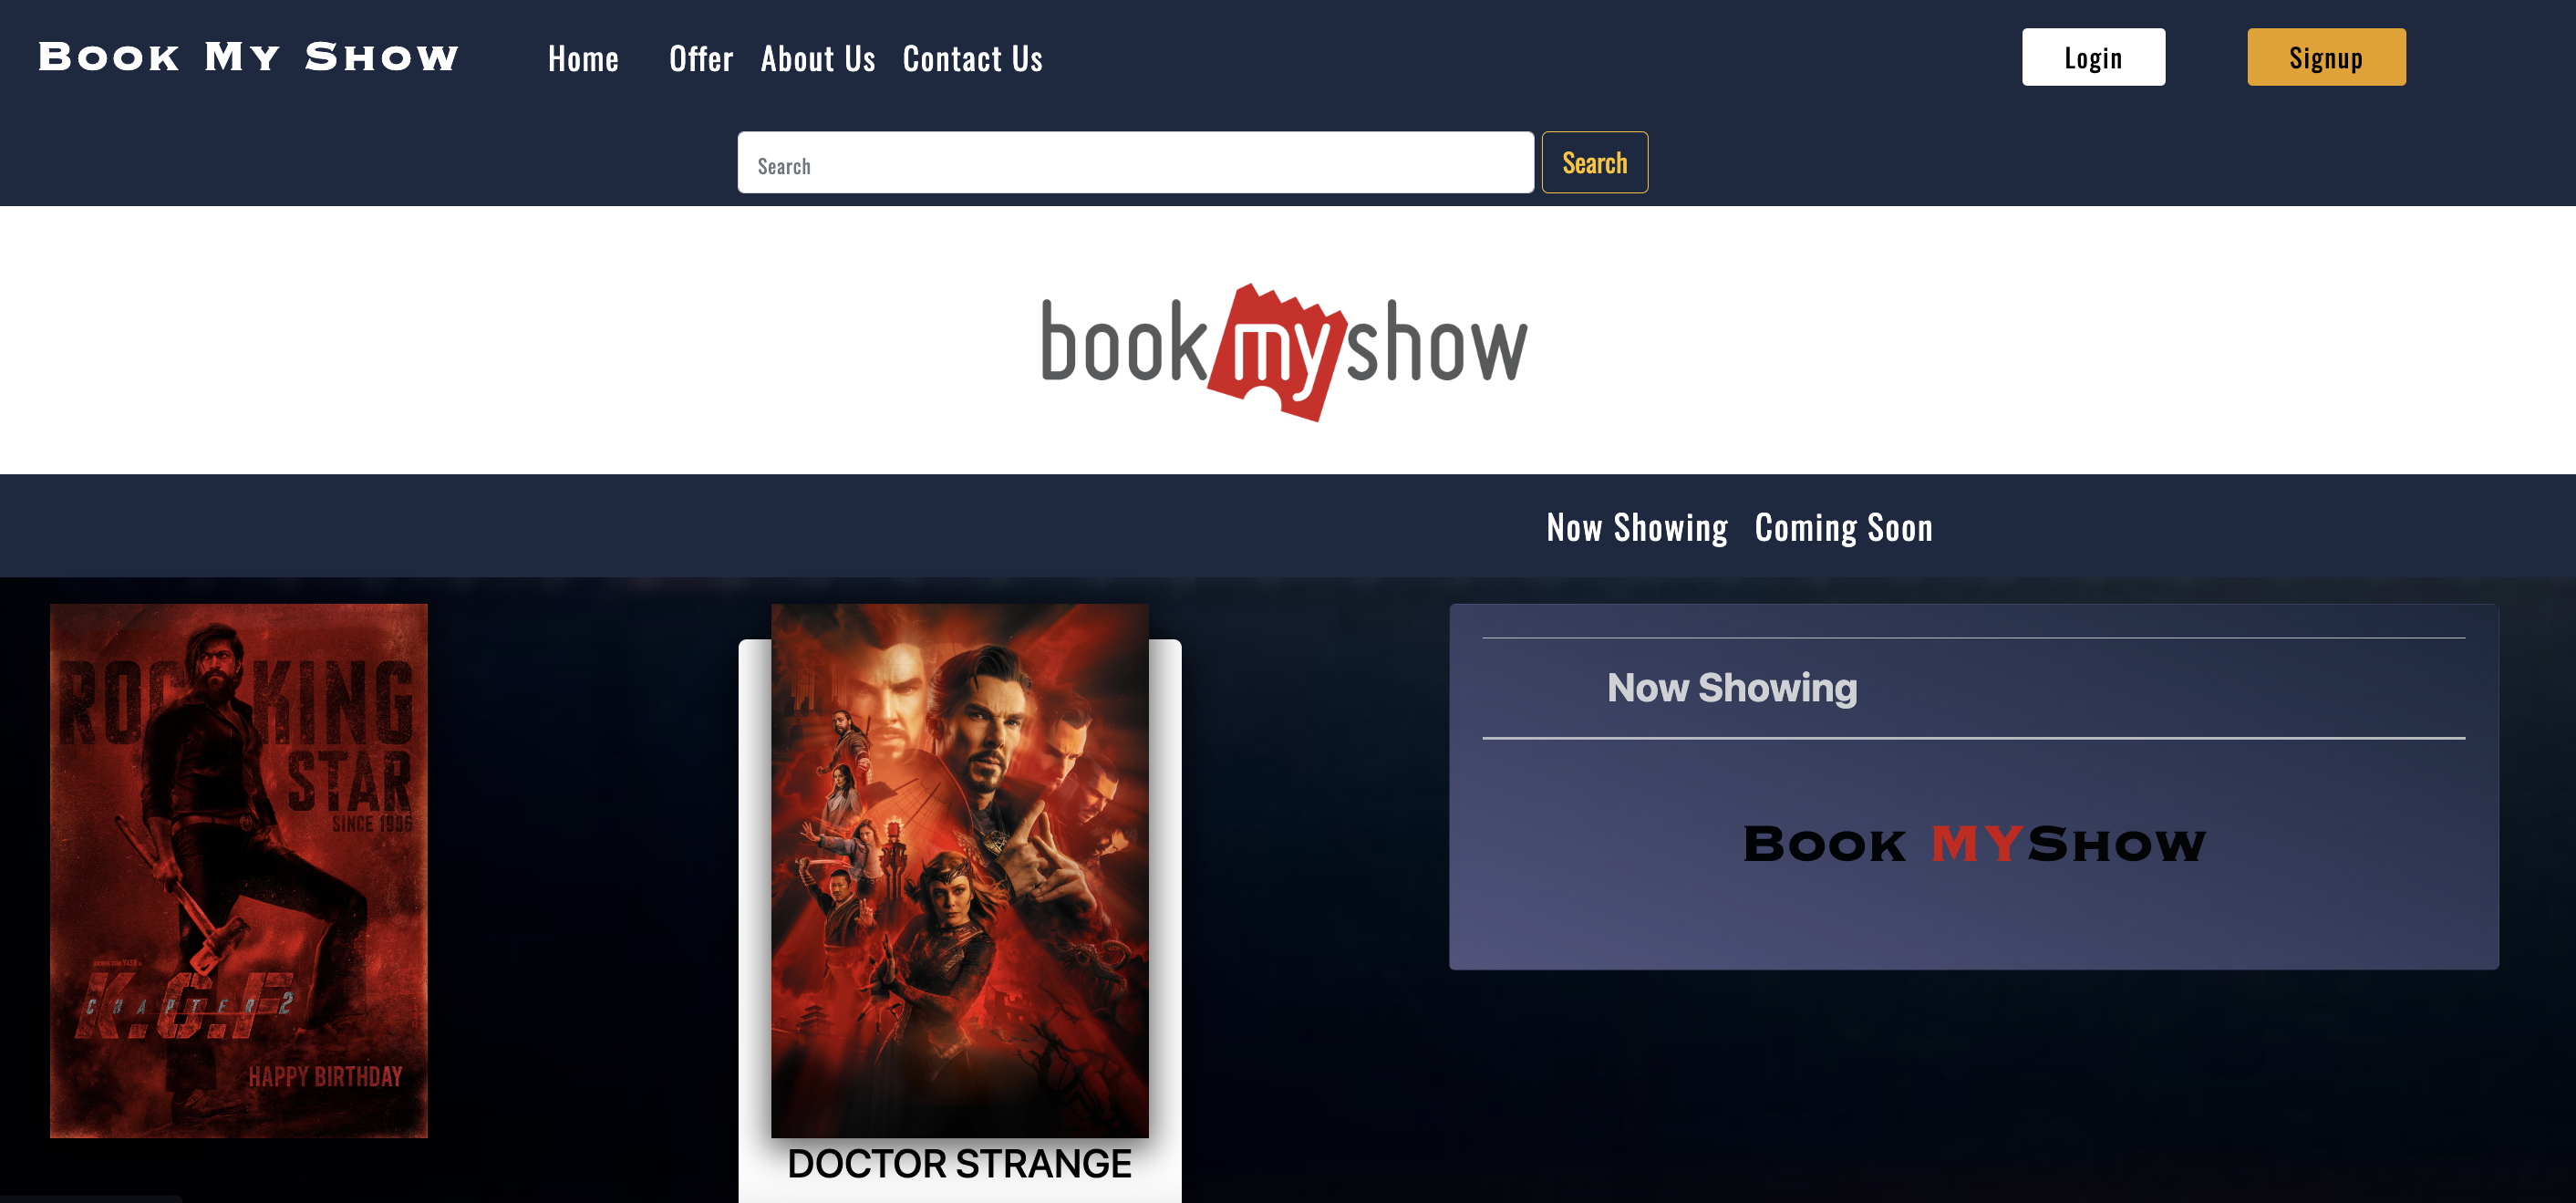 Book My Show Home Offer About Us Contact Us Login Signup
Search Search
bookmyshow
Now Showing Coming Soon
ROCKING
STAR
SINCE 1986
K.G.F
CHAPTER 2
HAPPY BIRTHDAY
DOCTOR STRANGE
Now Showing
Book MYShow